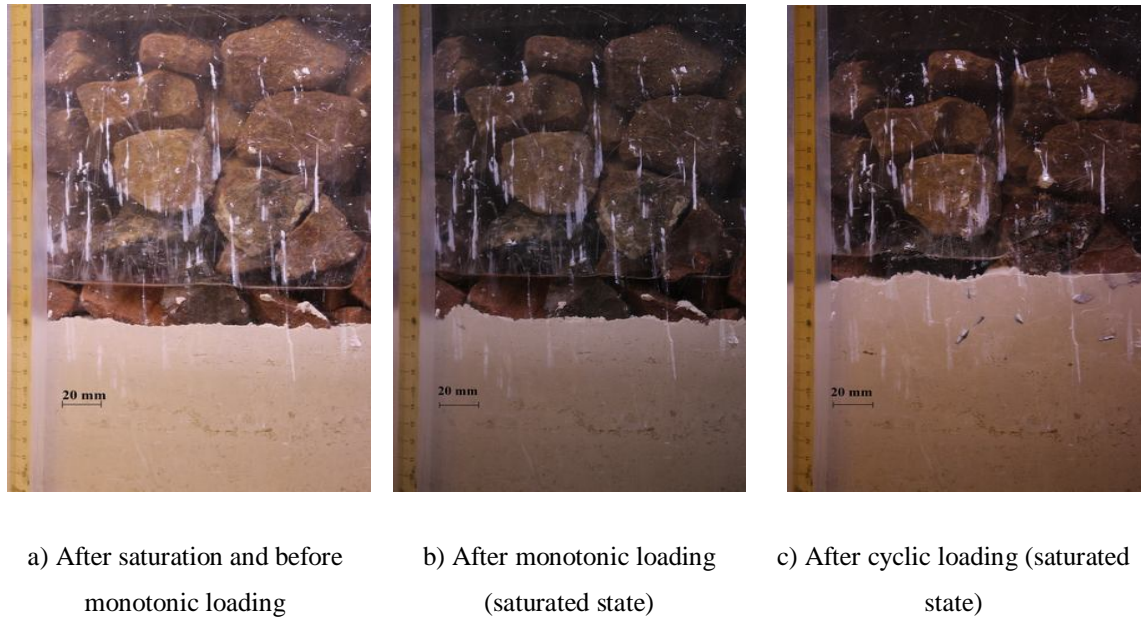 20 mm
20 mm
20 mm
a) After saturation and before
monotonic loading
b) After monotonic loading
(saturated state)
c) After cyclic loading (saturated
state)